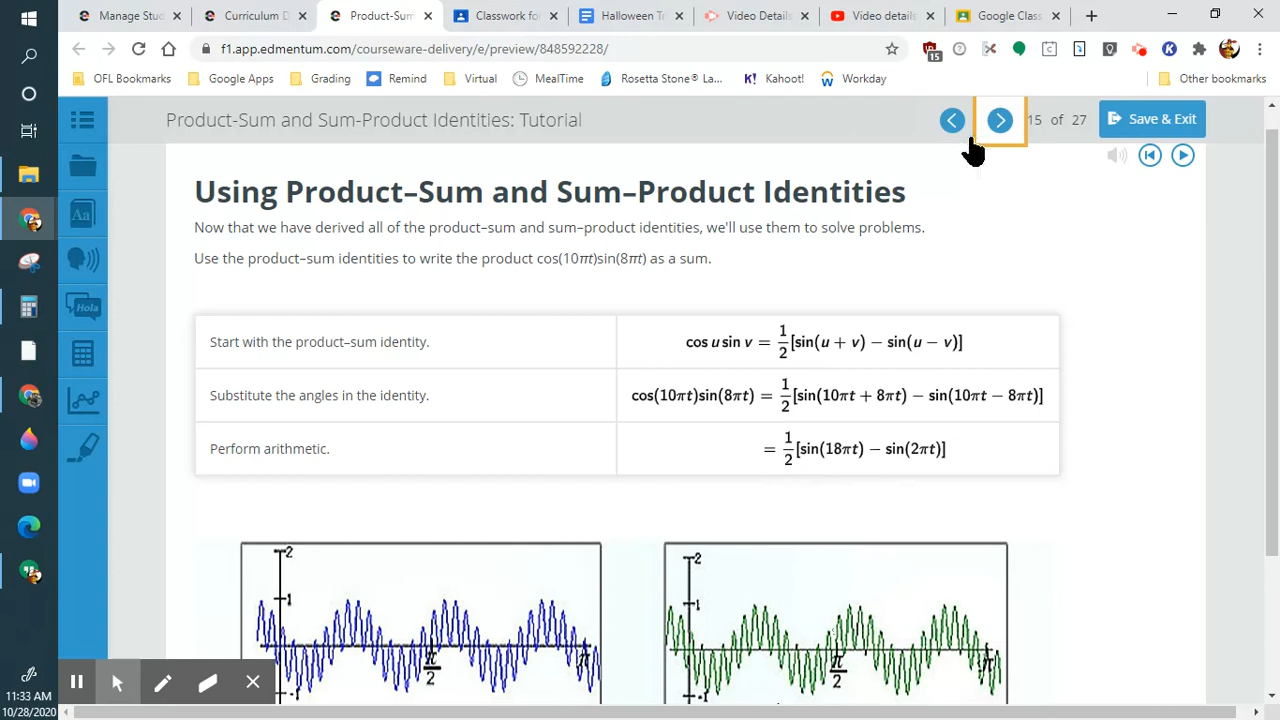 Manage Stud
Curriculum D
Product-Sum
Classwork for
Halloween Tr
Video Details
Video details
Google Class
f1.app.edmentum.com/courseware-delivery/e/preview/848592228/
15
OFL Bookmarks
Google Apps
Grading
Remind
Virtual
MealTime
Rosetta Stone® La...
K! Kahoot!
Workday
Other bookmarks
Product-Sum and Sum-Product Identities: Tutorial
15 of 27
Save & Exit
Aa
Hola
Using Product–Sum and Sum–Product Identities
Now that we have derived all of the product–sum and sum–product identities, we'll use them to solve problems.
Use the product–sum identities to write the product cos(10πt)sin(8πt) as a sum.
Start with the product–sum identity.
cos u sin v = 1/2[sin(u + v) − sin(u − v)]
Substitute the angles in the identity.
cos(10πt)sin(8πt) = 1/2[sin(10πt + 8πt) − sin(10πt − 8πt)]
Perform arithmetic.
= 1/2[sin(18πt) − sin(2πt)]
2
1
π/2
π
-1
2
1
π/2
π
-1
11:33 AM
10/28/2020